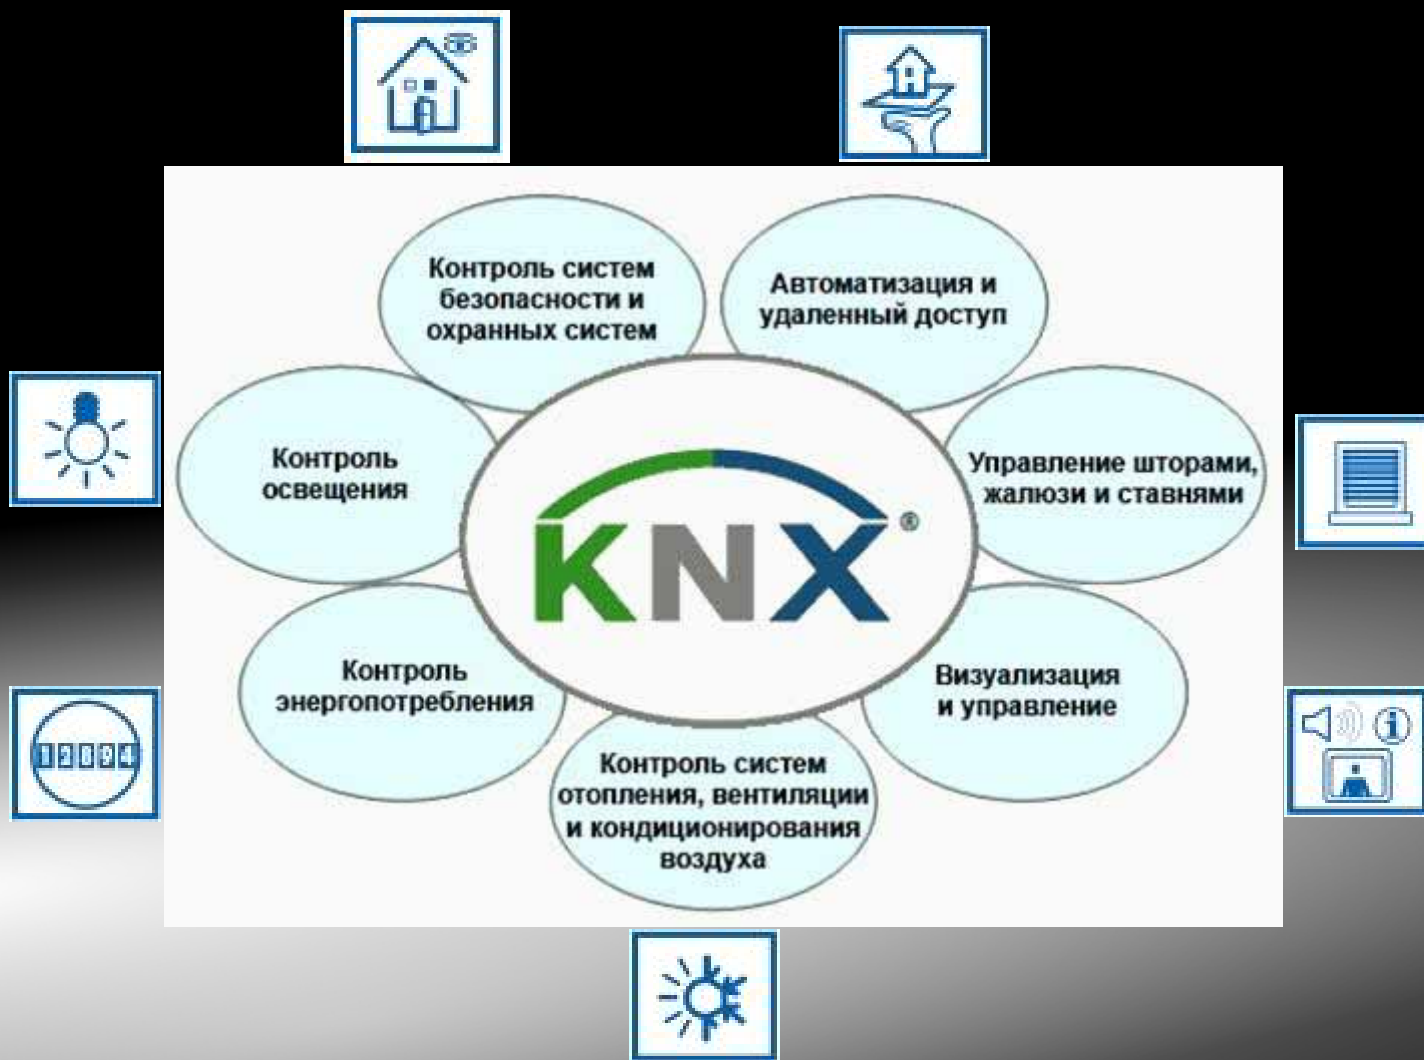 Контроль систем
безопасности и
охранных систем
Автоматизация и
удаленный доступ
Контроль
освещения
Управление шторами,
жалюзи и ставнями
KNX®
Контроль
энергопотребления
Визуализация
и управление
Контроль систем
отопления, вентиляции
и кондиционирования
воздуха
12894
i